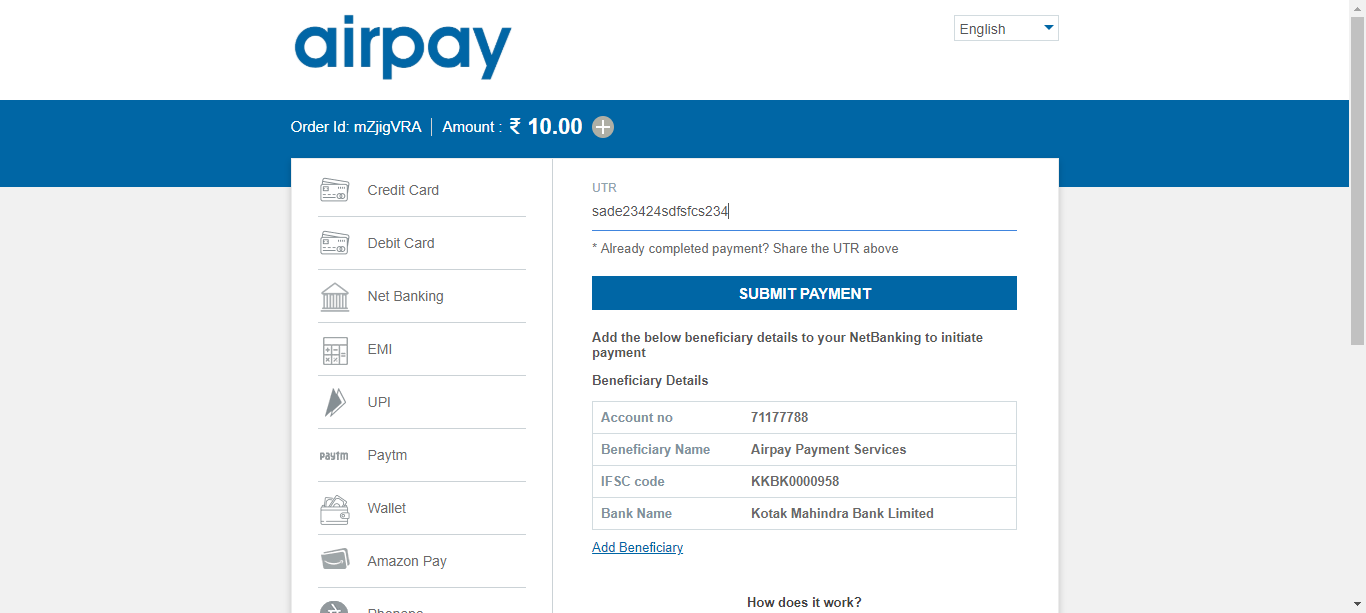 airpay
English
Order Id: mZjigVRA Amount : ₹ 10.00
Credit Card
Debit Card
Net Banking
EMI
UPI
Paytm
Paytm
Wallet
Amazon Pay
Phonepe
UTR
sade23424sdfsfcs234
* Already completed payment? Share the UTR above
SUBMIT PAYMENT
Add the below beneficiary details to your NetBanking to initiate
payment
Beneficiary Details
Account no 71177788
Beneficiary Name Airpay Payment Services
IFSC code KKBK0000958
Bank Name Kotak Mahindra Bank Limited
Add Beneficiary
How does it work?